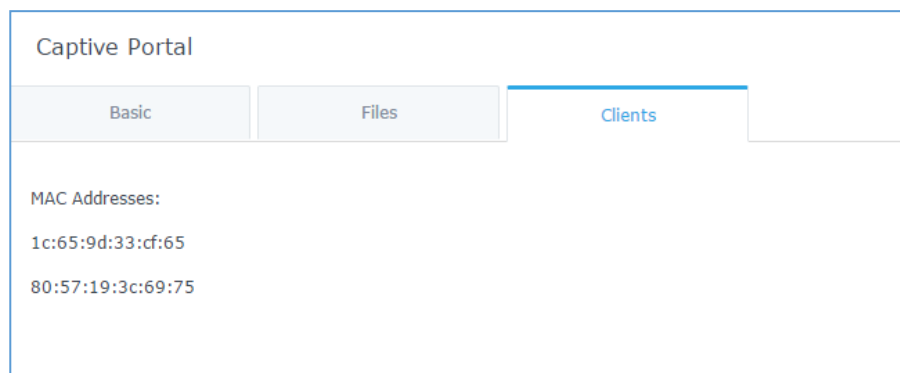 Captive Portal
Basic Files Clients
MAC Addresses:
1c:65:9d:33:cf:65
80:57:19:3c:69:75